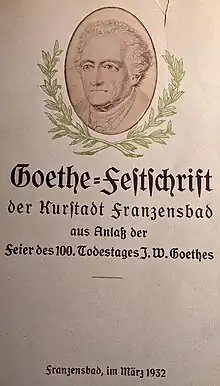 Goethe=Festschrift
der Kurstadt Franzensbad
aus Anlaß der
Feier des 100. Todestages J. W. Goethes
Franzensbad, im März 1932